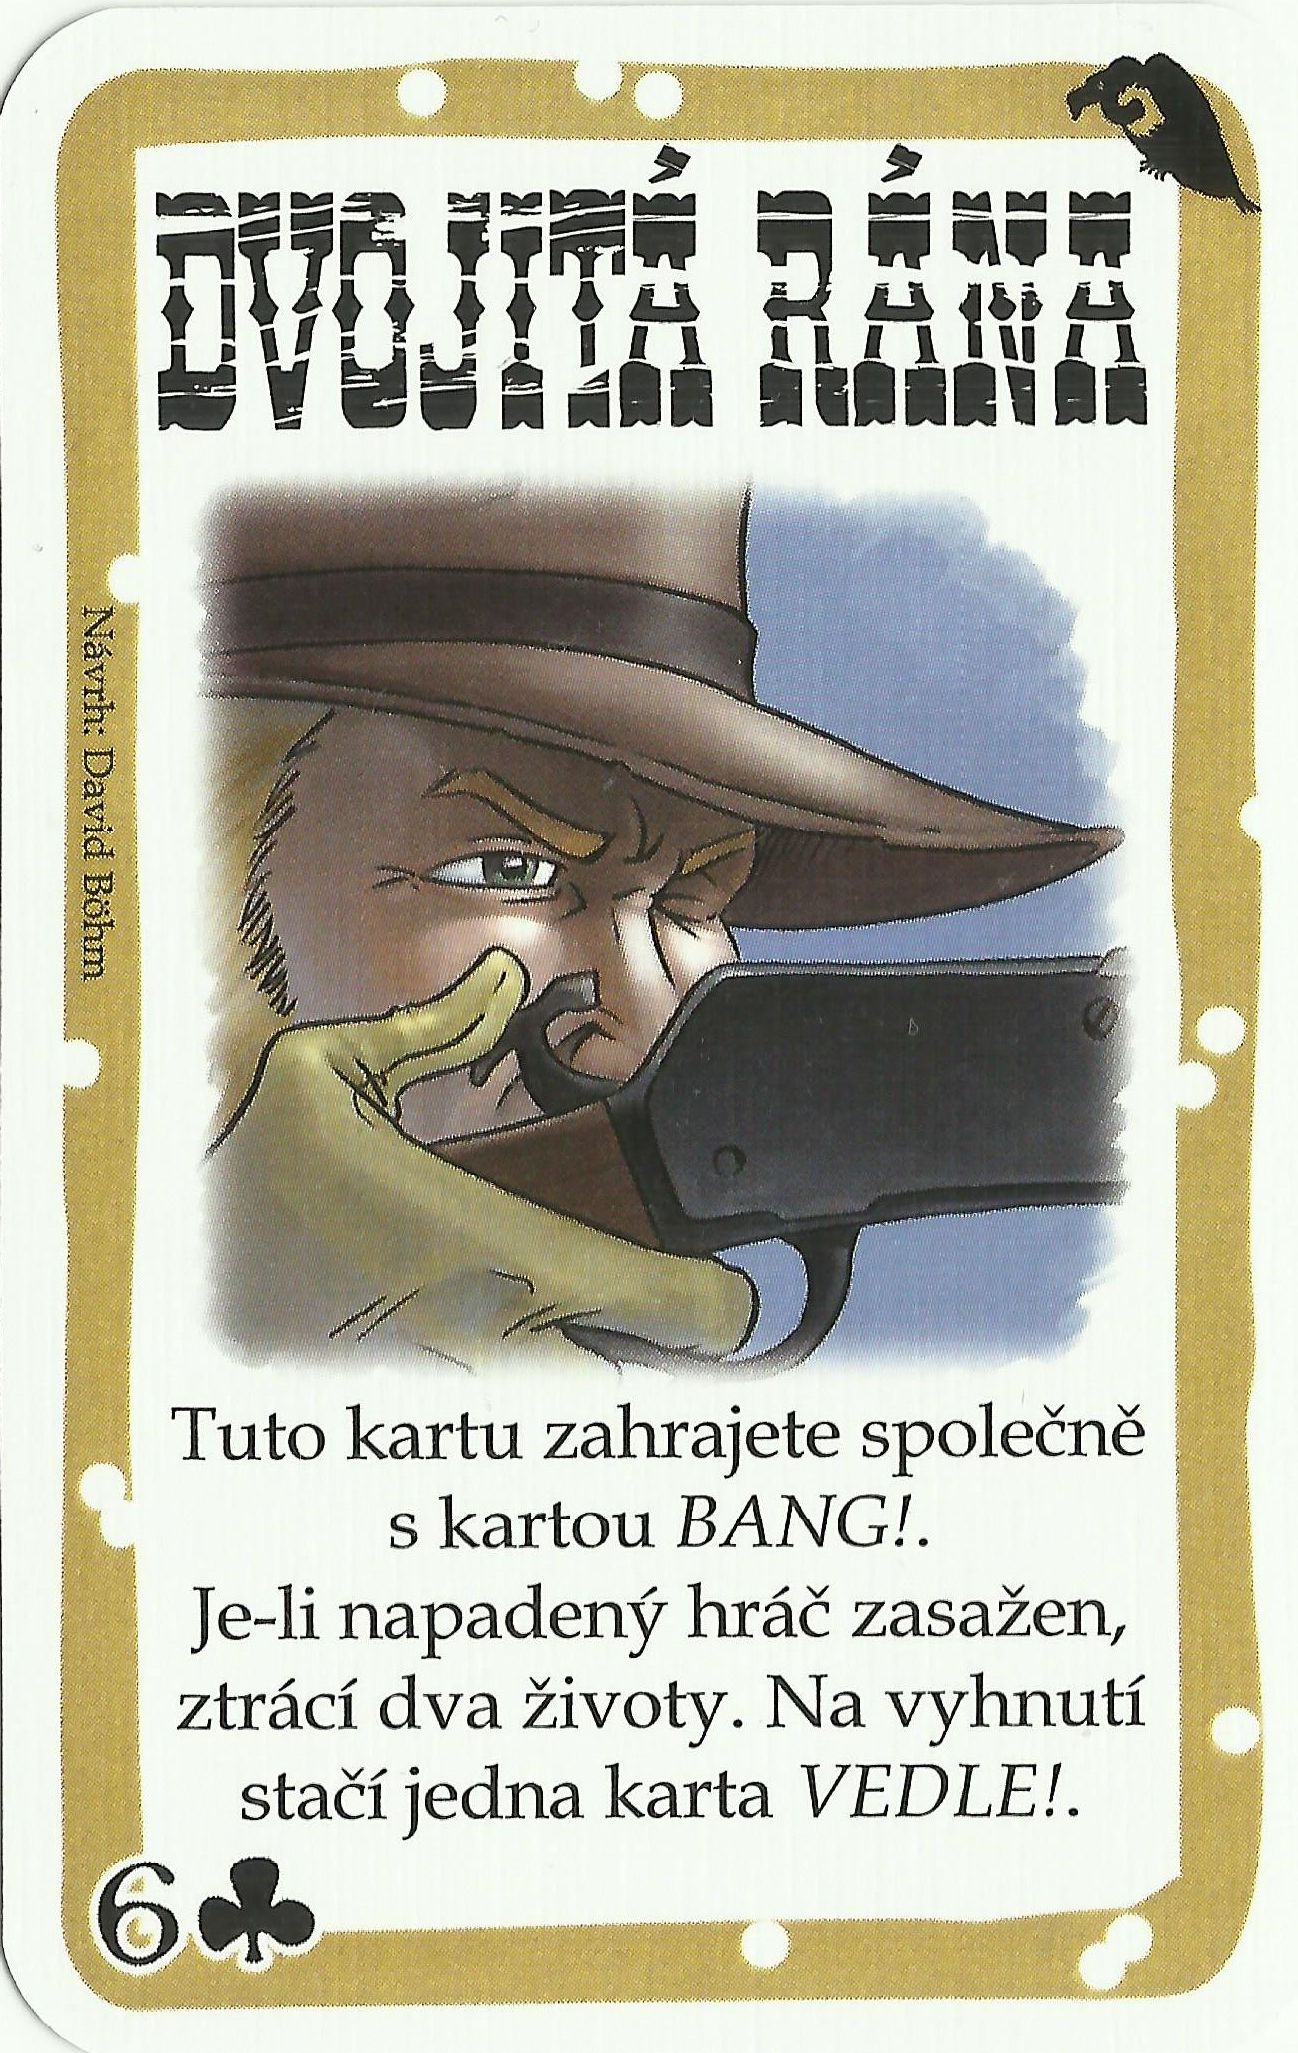 DVOJITÁ RÁNA
Návrh: David Böhm
Tuto kartu zahrajete společně
s kartou BANG!.
Je-li napadený hráč zasažen,
ztrácí dva životy. Na vyhnutí
stačí jedna karta VEDLE!.
6♣